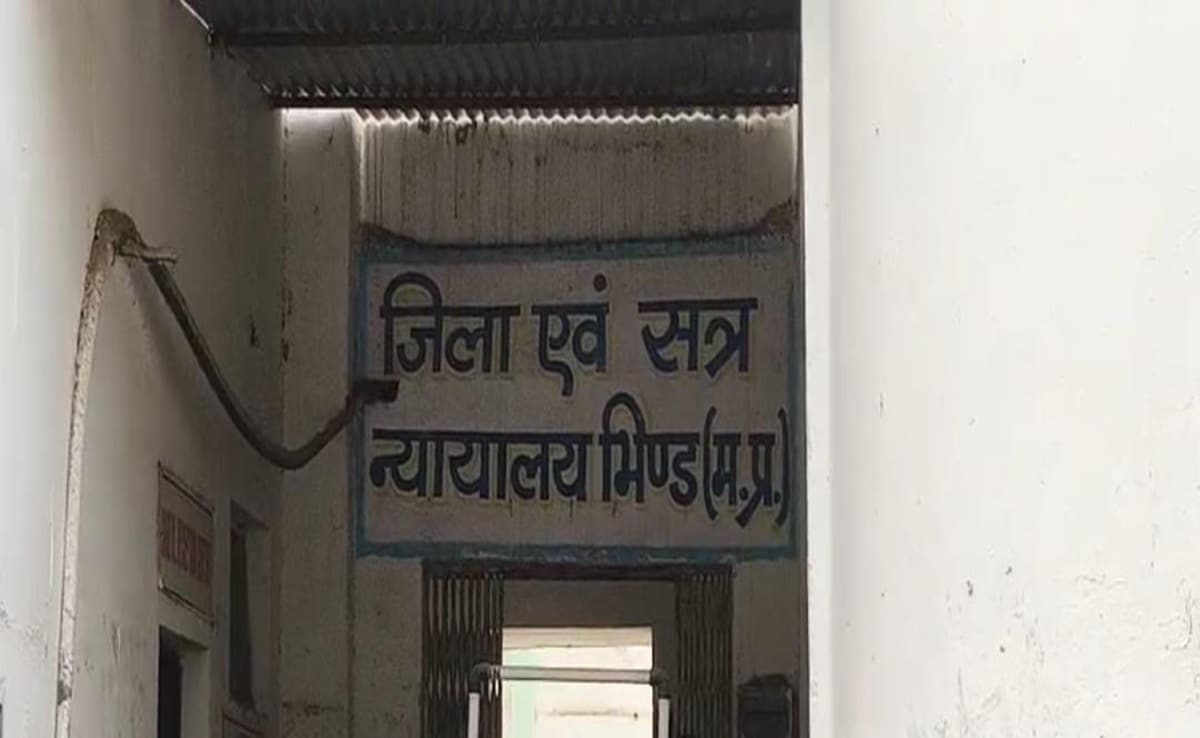 जिला एवं सत्र
न्यायालय भिण्ड (म.प्र.)